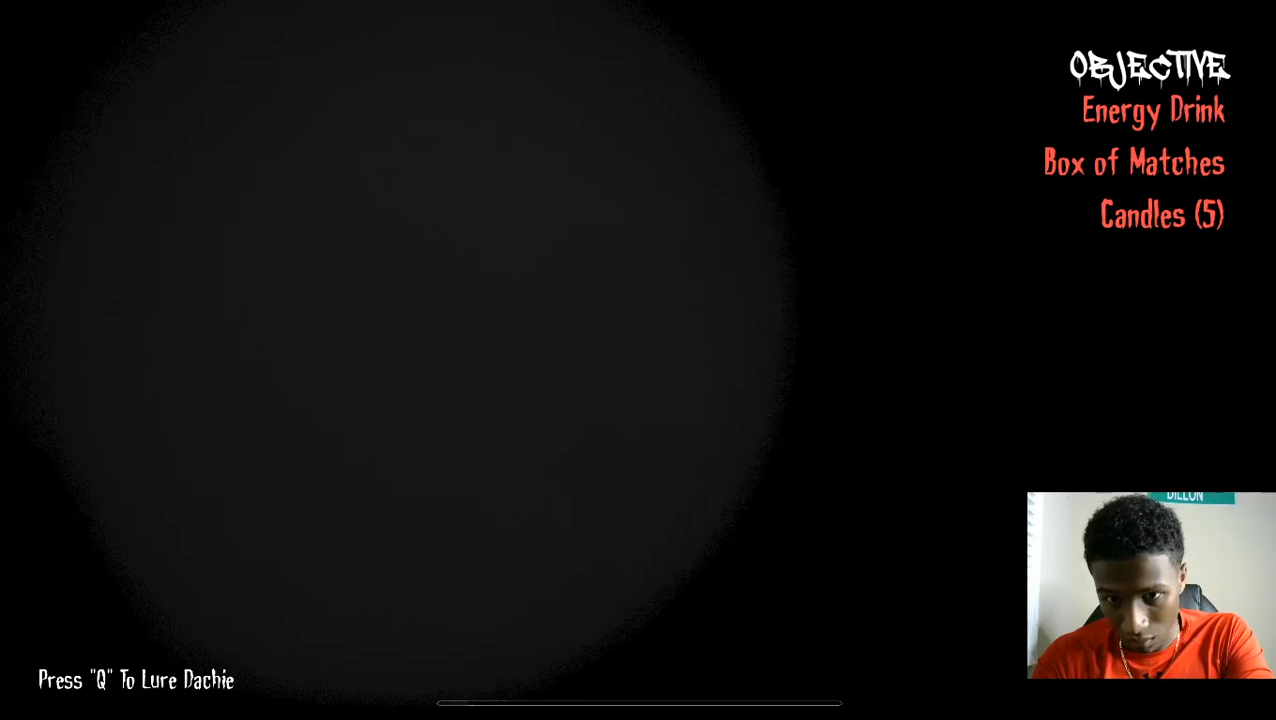 OBJECTIVE
Energy Drink
Box of Matches
Candles (5)
DILLON
Press "Q" To Lure Dachie